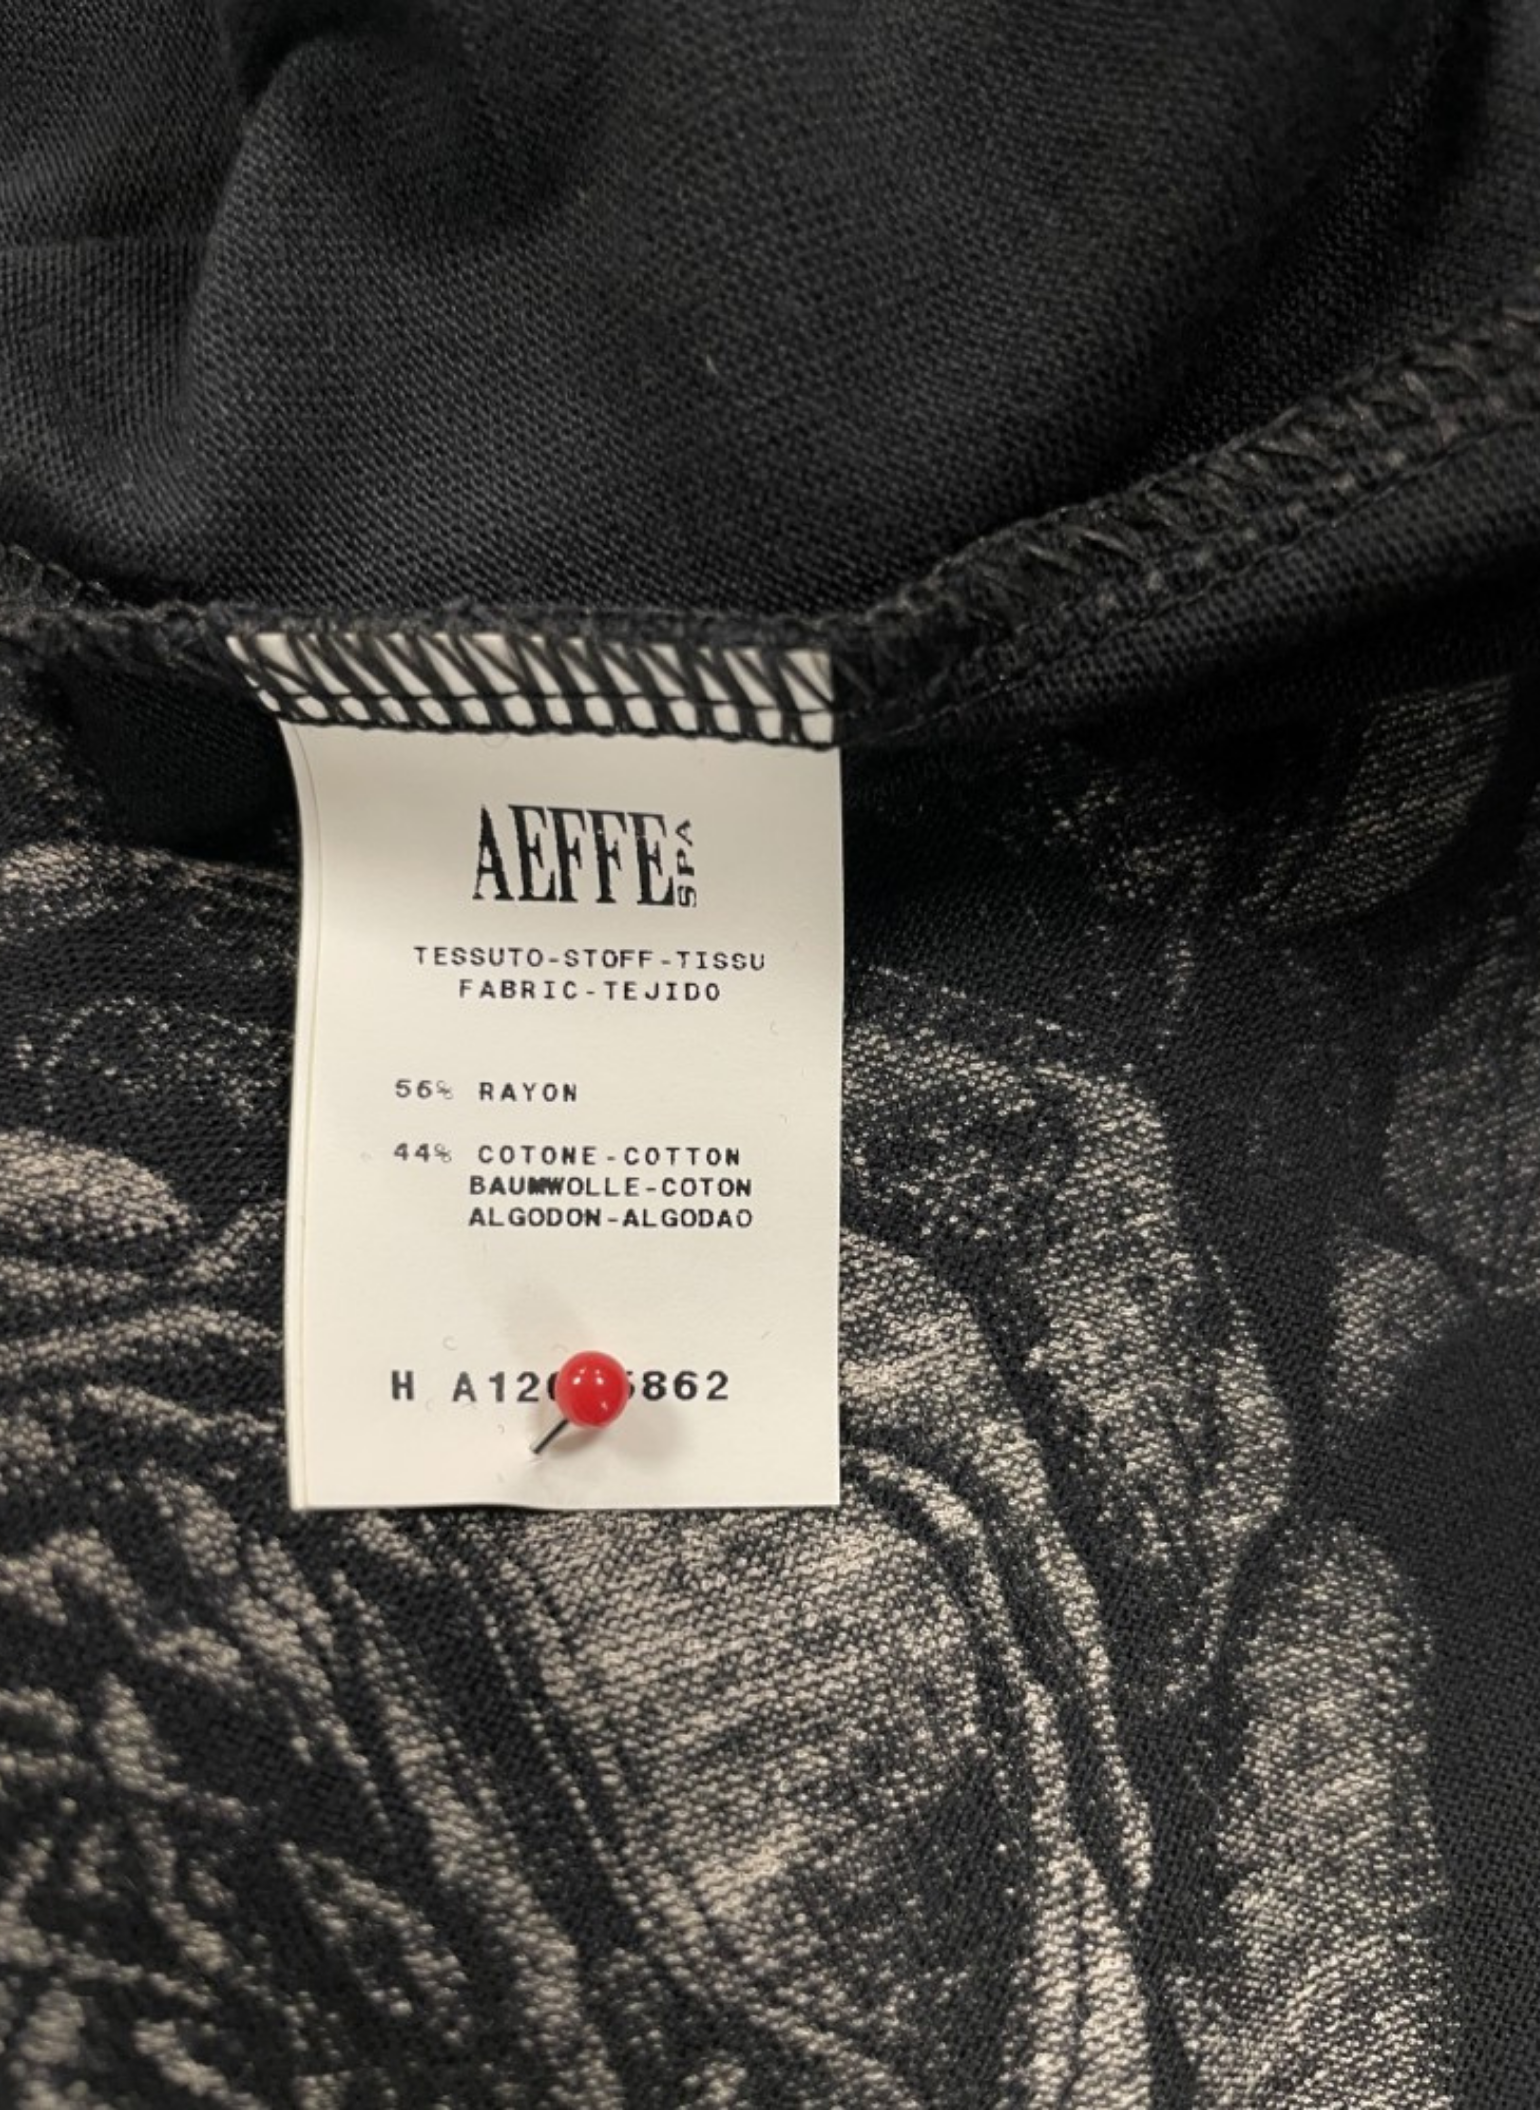 AEFFE SPA
TESSUTO-STOFF-TISSU
FABRIC-TEJIDO
56% RAYON
44% COTONE-COTTON
BAUMWOLLE-COTON
ALGODON-ALGODAO
H